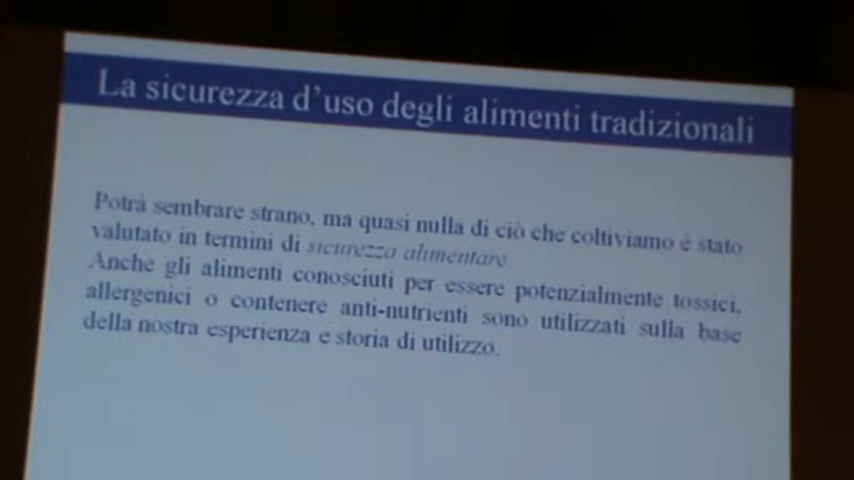 La sicurezza d'uso degli alimenti tradizionali
Potrà sembrare strano, ma quasi nulla di ciò che coltiviamo è stato
valutato in termini di sicurezza alimentare.
Anche gli alimenti conosciuti per essere potenzialmente tossici,
allergenici o contenere anti-nutrienti sono utilizzati sulla base
della nostra esperienza e storia di utilizzo.